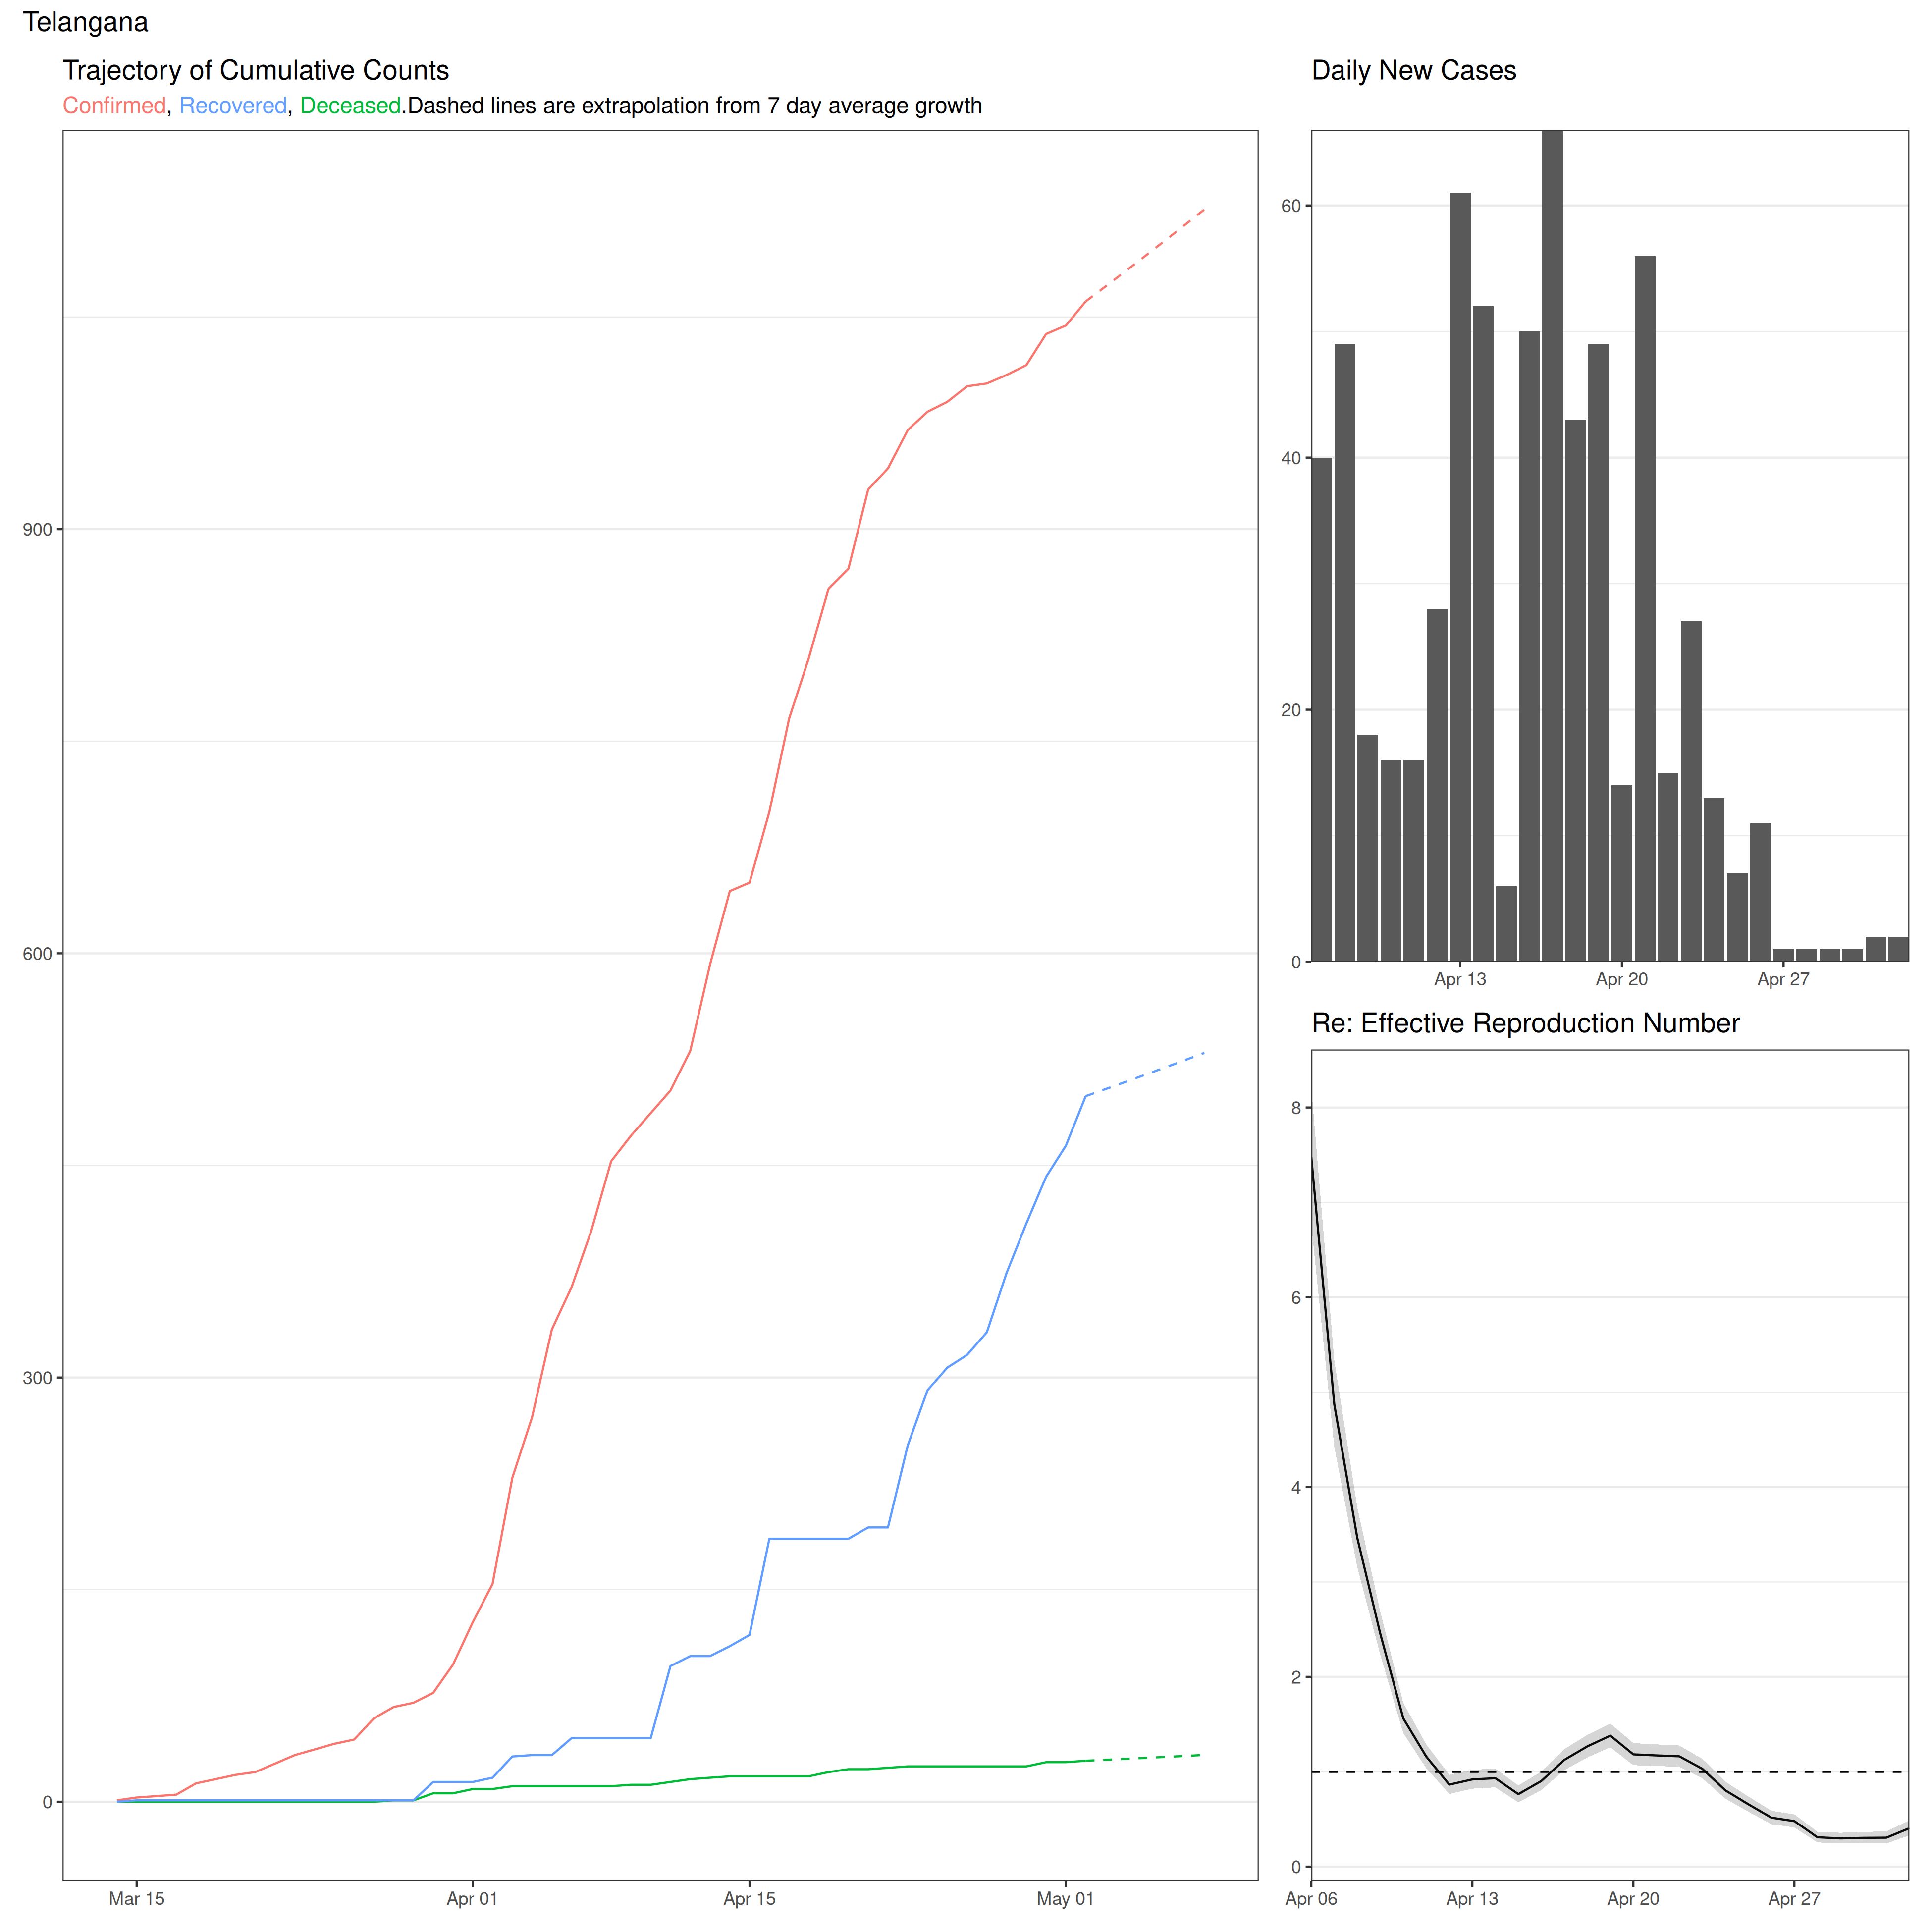 Telangana
Trajectory of Cumulative Counts
Confirmed, Recovered, Deceased.Dashed lines are extrapolation from 7 day average growth
900
600
300
0
Mar 15 Apr 01 Apr 15 May 01
Daily New Cases
60
40
20
0
Apr 13 Apr 20 Apr 27
Re: Effective Reproduction Number
8
6
4
2
0
Apr 06 Apr 13 Apr 20 Apr 27